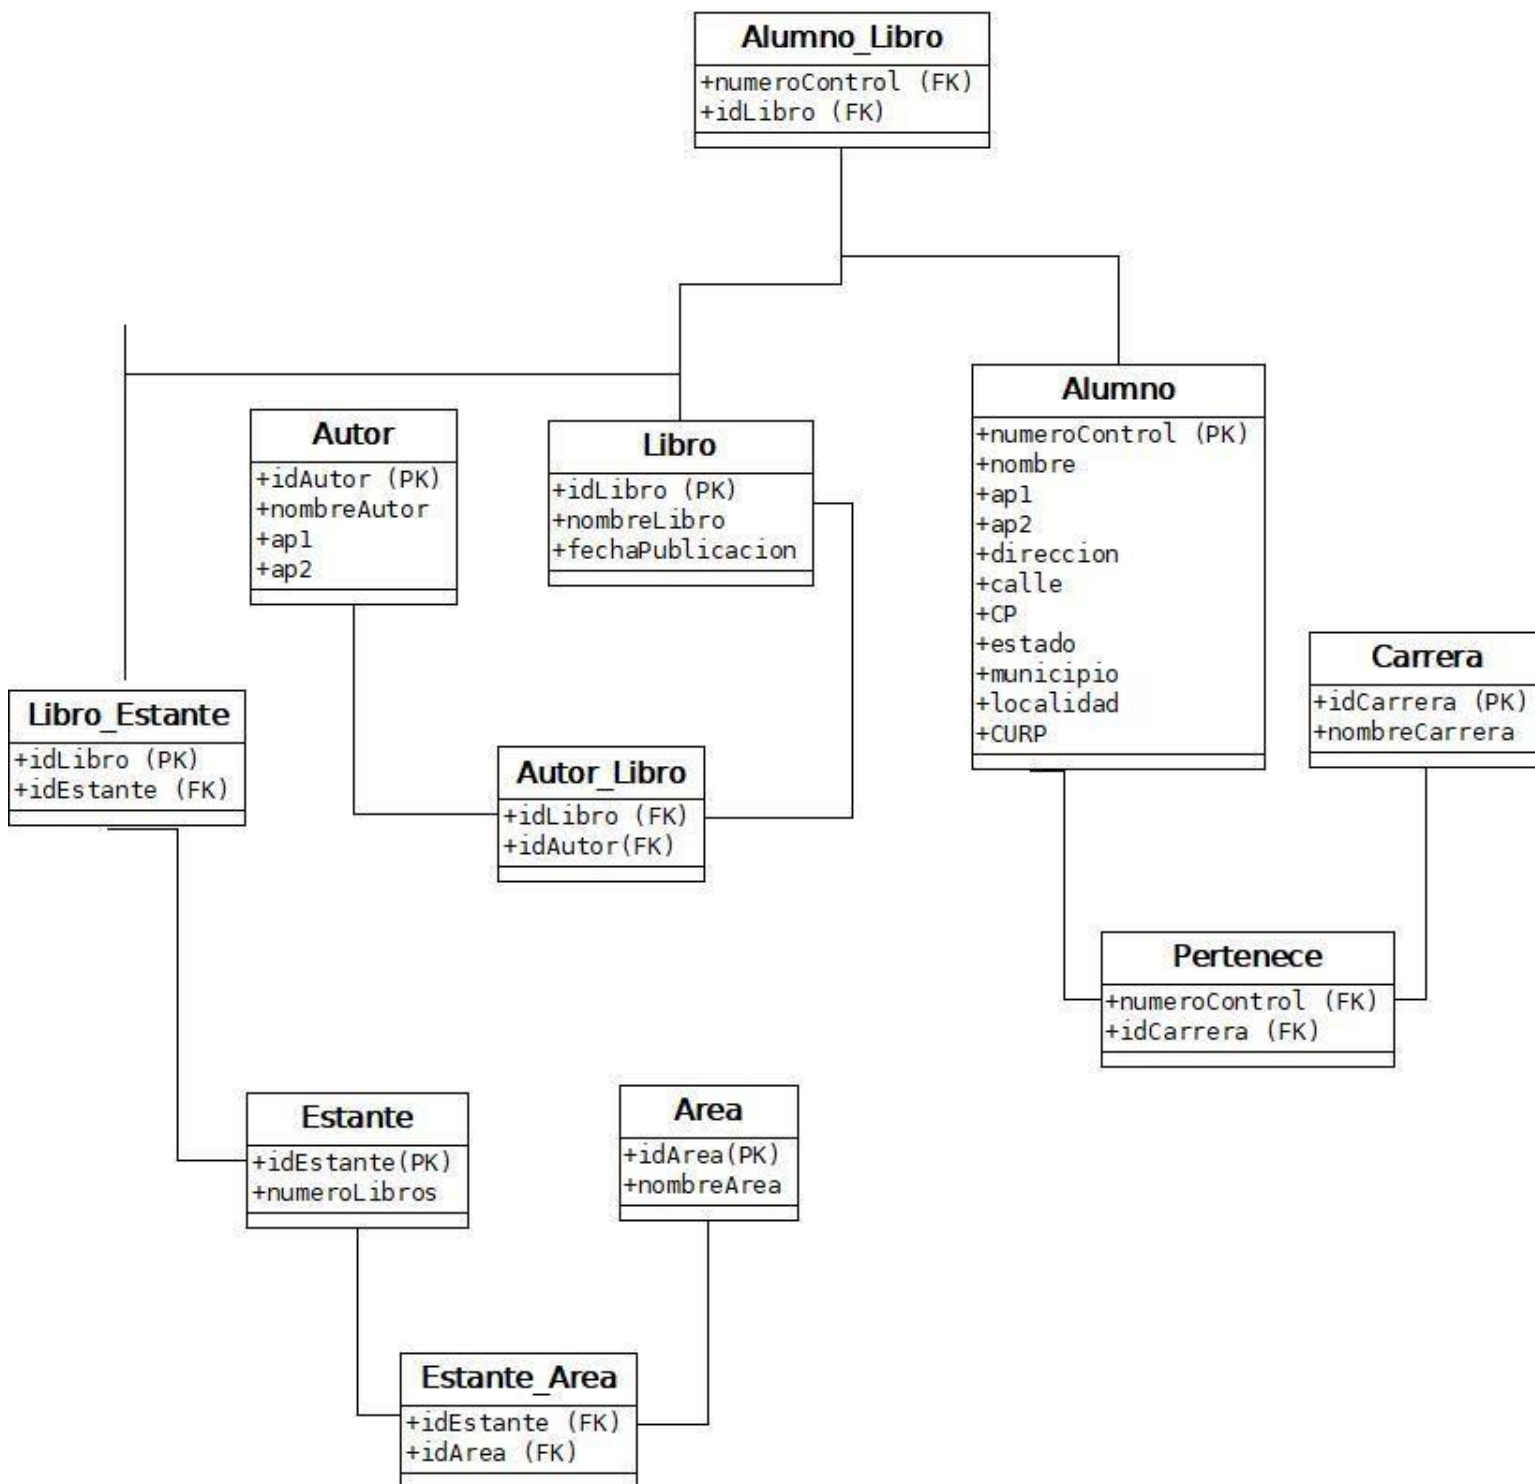 Alumno_Libro
+numeroControl (FK)
+idLibro (FK)
Autor
+idAutor (PK)
+nombreAutor
+ap1
+ap2
Libro
+idLibro (PK)
+nombreLibro
+fechaPublicacion
Alumno
+numeroControl (PK)
+nombre
+ap1
+ap2
+direccion
+calle
+CP
+estado
+municipio
+localidad
+CURP
Carrera
+idCarrera (PK)
+nombreCarrera
Libro_Estante
+idLibro (PK)
+idEstante (FK)
Autor_Libro
+idLibro (FK)
+idAutor(FK)
Pertenece
+numeroControl (FK)
+idCarrera (FK)
Estante
+idEstante(PK)
+numeroLibros
Area
+idArea(PK)
+nombreArea
Estante_Area
+idEstante (FK)
+idArea (FK)